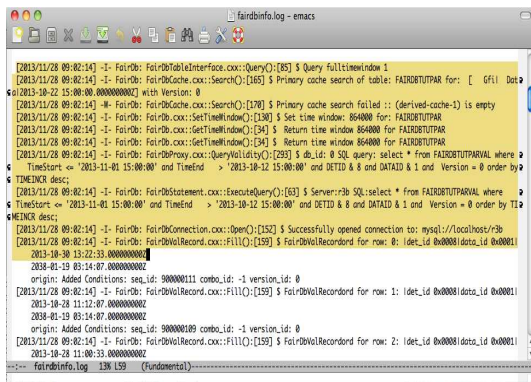 fairdbinfo.log - emacs
[2013/11/28 09:02:14] -I- FairDb: FairDbTableInterface.cxx::Query():[85] $ Query fulltimewindow 1
[2013/11/28 09:02:14] -I- FairDb: FairDbCache.cxx::Search():[165] $ Primary cache search of table: FAIRDBTUTPAR for: [ Gfil Dat
a|2013-10-22 15:00:00.000000000Z] with Version: 0
[2013/11/28 09:02:14] -M- FairDb: FairDbCache.cxx::Search():[170] $ Primary cache search failed :: (derived-cache-1) is empty
[2013/11/28 09:02:14] -I- FairDb: FairDb.cxx::SetTimeWindow():[130] $ Set time window: 864000 for: FAIRDBTUTPAR
[2013/11/28 09:02:14] -I- FairDb: FairDb.cxx::GetTimeWindow():[34] $ Return time window 864000 for FAIRDBTUTPAR
[2013/11/28 09:02:14] -I- FairDb: FairDb.cxx::GetTimeWindow():[34] $ Return time window 864000 for FAIRDBTUTPAR
[2013/11/28 09:02:14] -I- FairDb: FairDbProxy.cxx::QueryValidity():[293] $ db_id: 0 SQL query: select * from FAIRDBTUTPARVAL where
TimeStart <= '2013-11-01 15:00:00' and TimeEnd > '2013-10-12 15:00:00' and DETID & 8 and DATAID & 1 and Version = 0 order by
TIMEINCR desc;
[2013/11/28 09:02:14] -I- FairDb: FairDbStatement.cxx::ExecuteQuery():[63] $ Server:r3b SQL:select * from FAIRDBTUTPARVAL where
TimeStart <= '2013-11-01 15:00:00' and TimeEnd > '2013-10-12 15:00:00' and DETID & 8 and DATAID & 1 and Version = 0 order by TI
MEINCR desc;
[2013/11/28 09:02:14] -I- FairDb: FairDbConnection.cxx::Open():[152] $ Successfully opened connection to: mysql://localhost/r3b
[2013/11/28 09:02:14] -I- FairDb: FairDbValRecord.cxx::Fill():[159] $ FairDbValRecordord for row: 0: |det_id 0x0008|data_id 0x0001|
2013-10-30 13:22:33.000000000Z
2038-01-19 03:14:07.000000000Z
origin: Added Conditions: seq_id: 900000111 combo_id: -1 version_id: 0
[2013/11/28 09:02:14] -I- FairDb: FairDbValRecord.cxx::Fill():[159] $ FairDbValRecordord for row: 1: |det_id 0x0008|data_id 0x0001|
2013-10-28 11:12:07.000000000Z
2038-01-19 03:14:07.000000000Z
origin: Added Conditions: seq_id: 900000109 combo_id: -1 version_id: 0
[2013/11/28 09:02:14] -I- FairDb: FairDbValRecord.cxx::Fill():[159] $ FairDbValRecordord for row: 2: |det_id 0x0008|data_id 0x0001|
2013-10-28 11:00:33.000000000Z
--:-- fairdbinfo.log 13% L59 (Fundamental)